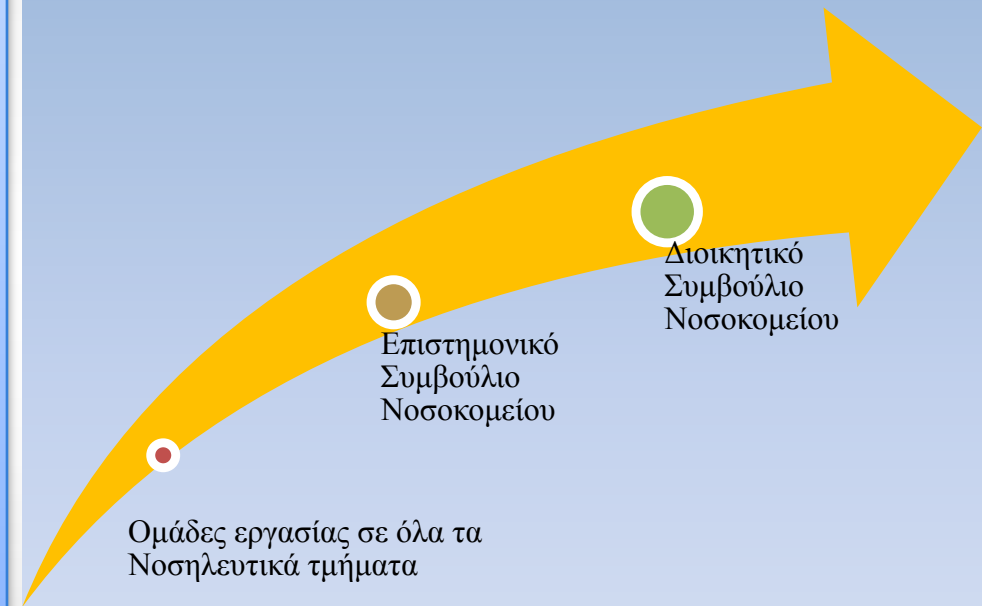 Διοικητικό
Συμβούλιο
Νοσοκομείου
Επιστημονικό
Συμβούλιο
Νοσοκομείου
Ομάδες εργασίας σε όλα τα
Νοσηλευτικά τμήματα